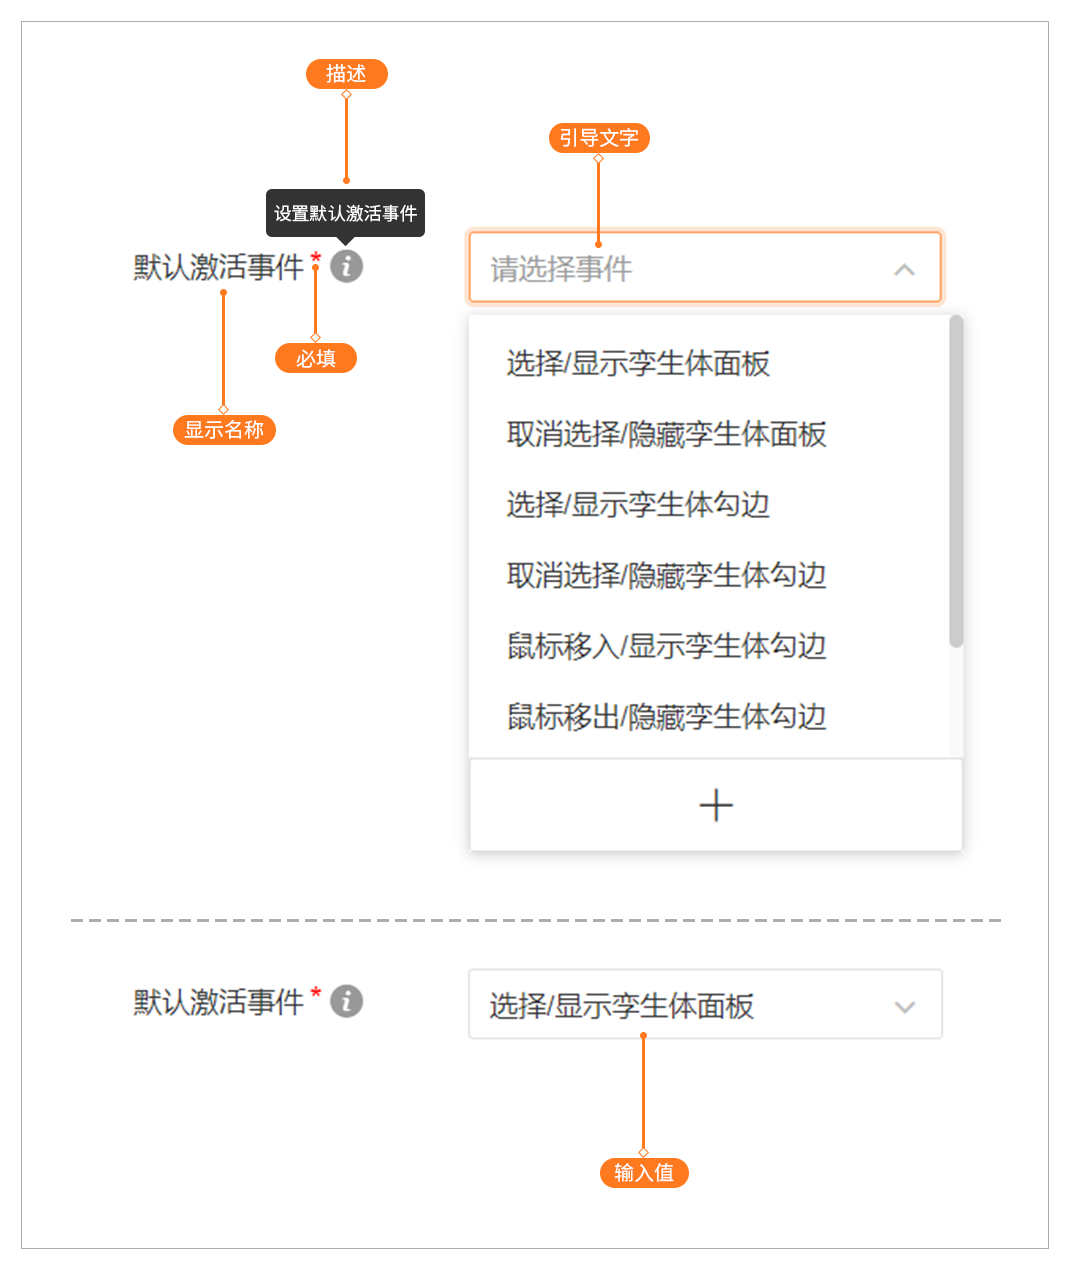 描述
引导文字
设置默认激活事件
默认激活事件 *
请选择事件
必填
显示名称
选择/显示孪生体面板
取消选择/隐藏孪生体面板
选择/显示孪生体勾边
取消选择/隐藏孪生体勾边
鼠标移入/显示孪生体勾边
鼠标移出/隐藏孪生体勾边
默认激活事件 *
选择/显示孪生体面板
输入值